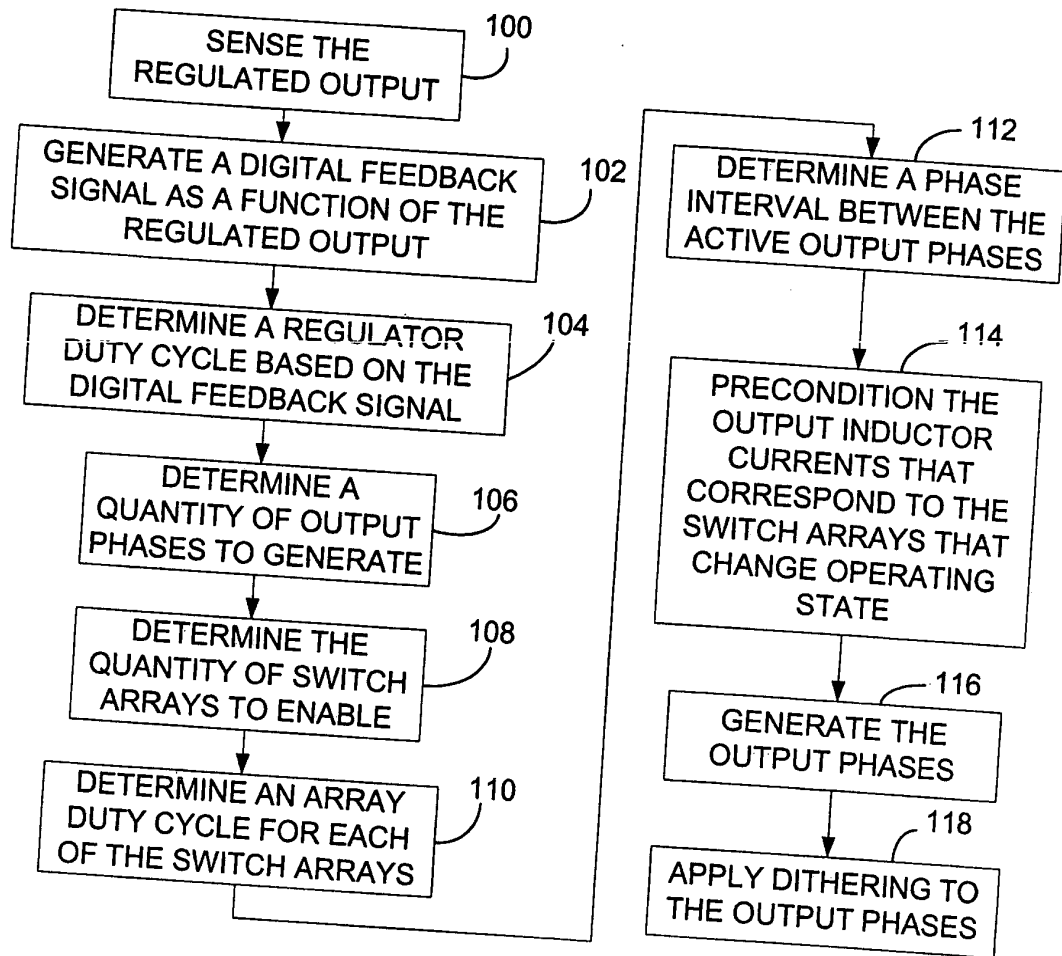 SENSE THE
REGULATED OUTPUT
100
GENERATE A DIGITAL FEEDBACK
SIGNAL AS A FUNCTION OF THE
REGULATED OUTPUT
102
DETERMINE A REGULATOR
DUTY CYCLE BASED ON THE
DIGITAL FEEDBACK SIGNAL
104
DETERMINE A
QUANTITY OF OUTPUT
PHASES TO GENERATE
106
DETERMINE THE
QUANTITY OF SWITCH
ARRAYS TO ENABLE
108
DETERMINE AN ARRAY
DUTY CYCLE FOR EACH
OF THE SWITCH ARRAYS
110
112
DETERMINE A PHASE
INTERVAL BETWEEN THE
ACTIVE OUTPUT PHASES
114
PRECONDITION THE
OUTPUT INDUCTOR
CURRENTS THAT
CORRESPOND TO THE
SWITCH ARRAYS THAT
CHANGE OPERATING
STATE
116
GENERATE THE
OUTPUT PHASES
118
APPLY DITHERING TO
THE OUTPUT PHASES